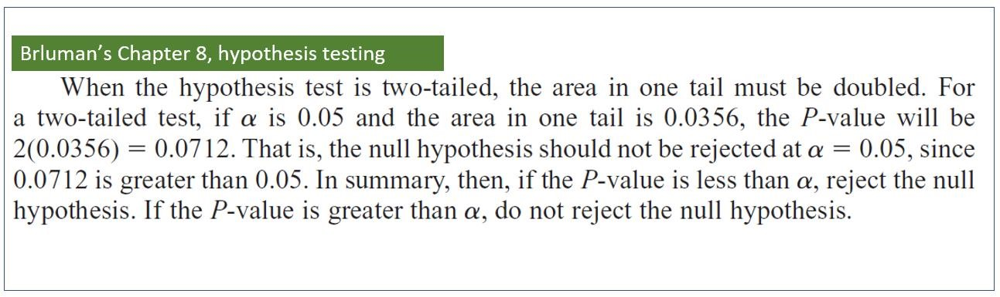 Brluman’s Chapter 8, hypothesis testing
When the hypothesis test is two-tailed, the area in one tail must be doubled. For
a two-tailed test, if α is 0.05 and the area in one tail is 0.0356, the P-value will be
2(0.0356) = 0.0712. That is, the null hypothesis should not be rejected at α = 0.05, since
0.0712 is greater than 0.05. In summary, then, if the P-value is less than α, reject the null
hypothesis. If the P-value is greater than α, do not reject the null hypothesis.